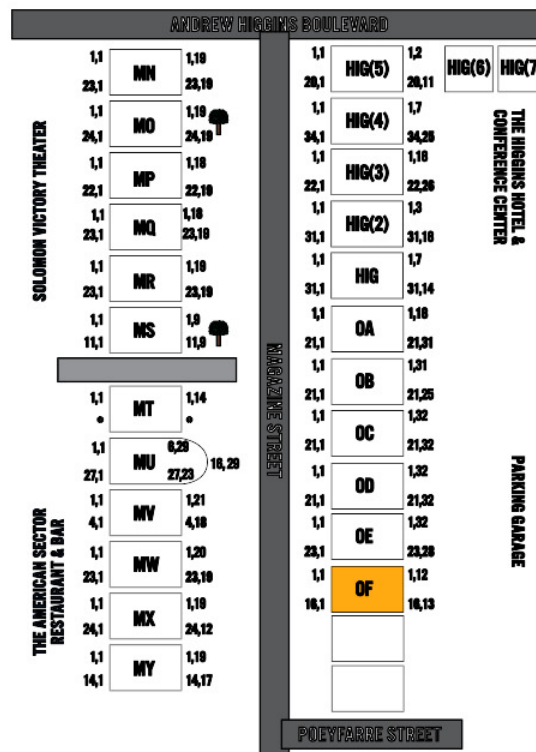 ANDREW HIGGINS BOULEVARD
1,1 MN 1,19
23,1 23,19
1,1 MO 1,19
24,1 24,19
1,1 MP 1,18
22,1 22,19
1,1 MQ 1,18
23,1 23,19
1,1 MR 1,19
23,1 23,19
1,1 MS 1,9
11,1 11,9
SOLOMON VICTORY THEATER
1,1 MT 1,14
* *
1,1 MU 6,29
27,1 27,23
16,29
1,1 MV 1,21
4,1 4,18
1,1 MW 1,20
23,1 23,19
1,1 MX 1,19
24,1 24,12
1,1 MY 1,19
14,1 14,17
THE AMERICAN SECTOR
RESTAURANT & BAR
MAGAZINE STREET
1,1 HIG(5) 1,2
20,1 20,11
HIG(6)
HIG(7
1,1 HIG(4) 1,7
34,1 34,25
1,1 HIG(3) 1,16
22,1 22,26
1,1 HIG(2) 1,3
31,1 31,16
1,1 HIG 1,7
31,1 31,14
THE HIGGINS HOTEL &
CONFERENCE CENTER
1,1 OA 1,18
21,1 21,31
1,1 OB 1,31
21,1 21,25
1,1 OC 1,32
21,1 21,32
1,1 OD 1,32
21,1 21,32
1,1 OE 1,32
23,1 23,28
1,1 OF 1,12
16,1 16,13
PARKING GARAGE
POEYFARRE STREET